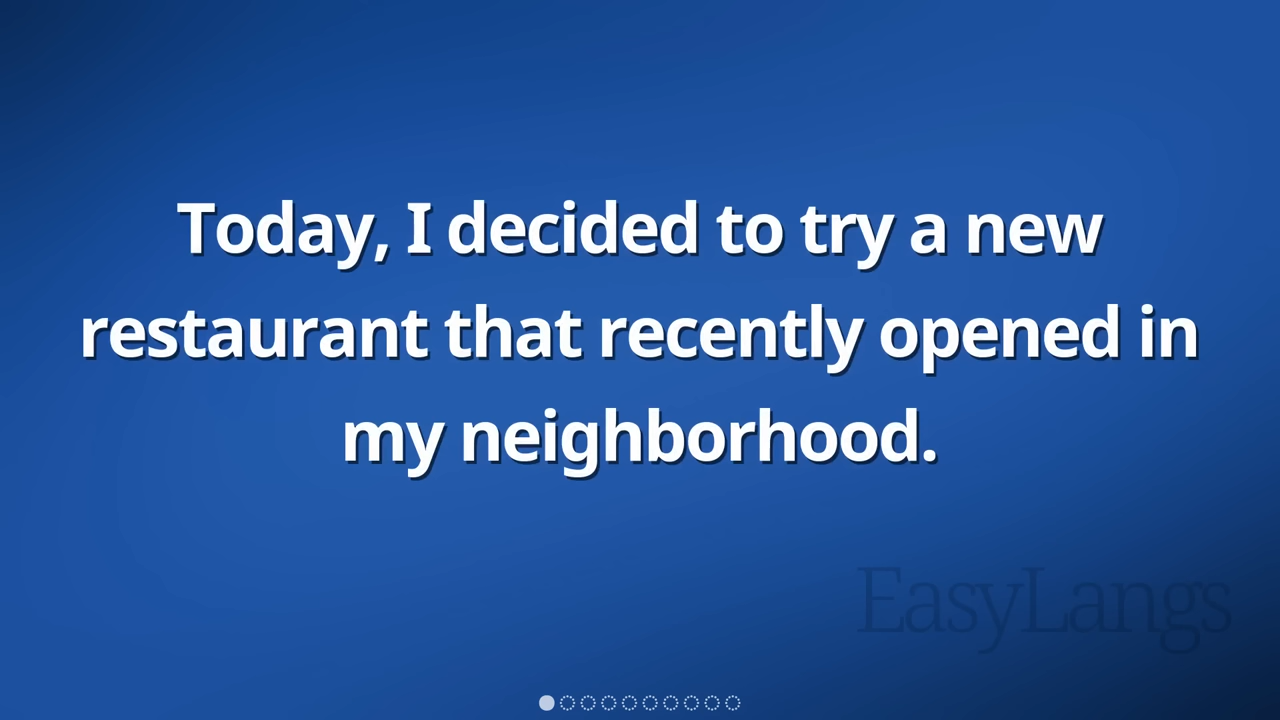 Today, I decided to try a new
restaurant that recently opened in
my neighborhood.
EasyLangs